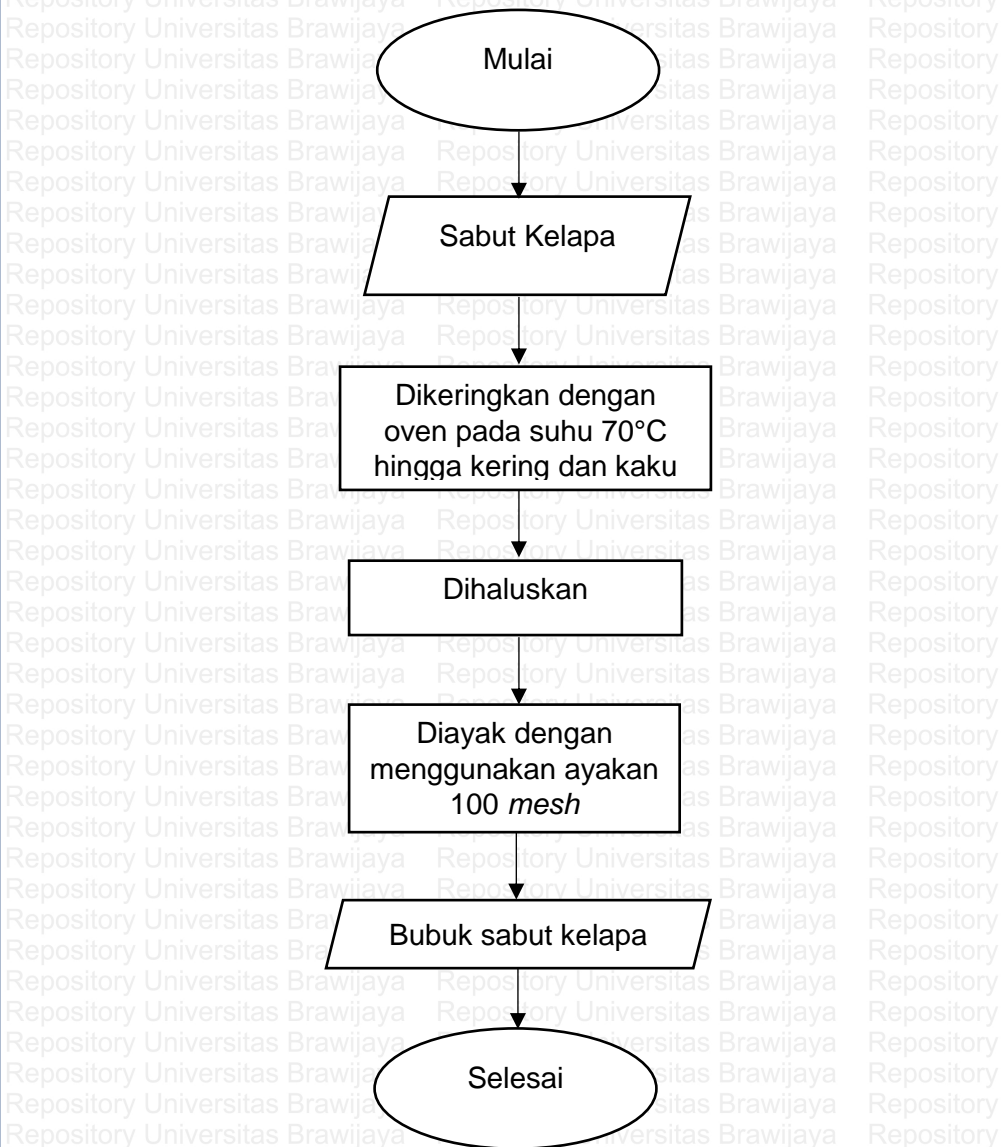 Mulai
Sabut Kelapa
Dikeringkan dengan
oven pada suhu 70°C
hingga kering dan kaku
Dihaluskan
Diayak dengan
menggunakan ayakan
100 mesh
Bubuk sabut kelapa
Selesai